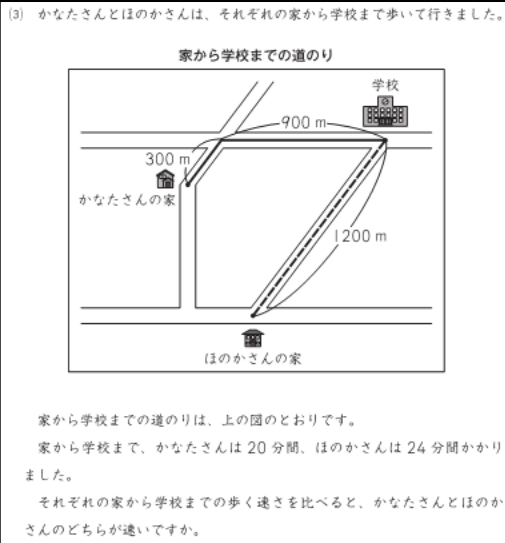 (3) かなたさんとほのかさんは、それぞれの家から学校まで歩いて行きました。
家から学校までの道のり
学校
900 m
300 m
かなたさんの家
1200 m
ほのかさんの家
家から学校までの道のりは、上の図のとおりです。
家から学校まで、かなたさんは 20 分間、ほのかさんは 24 分間かかり
ました。
それぞれの家から学校までの歩く速さを比べると、かなたさんとほのか
さんのどちらが速いですか。